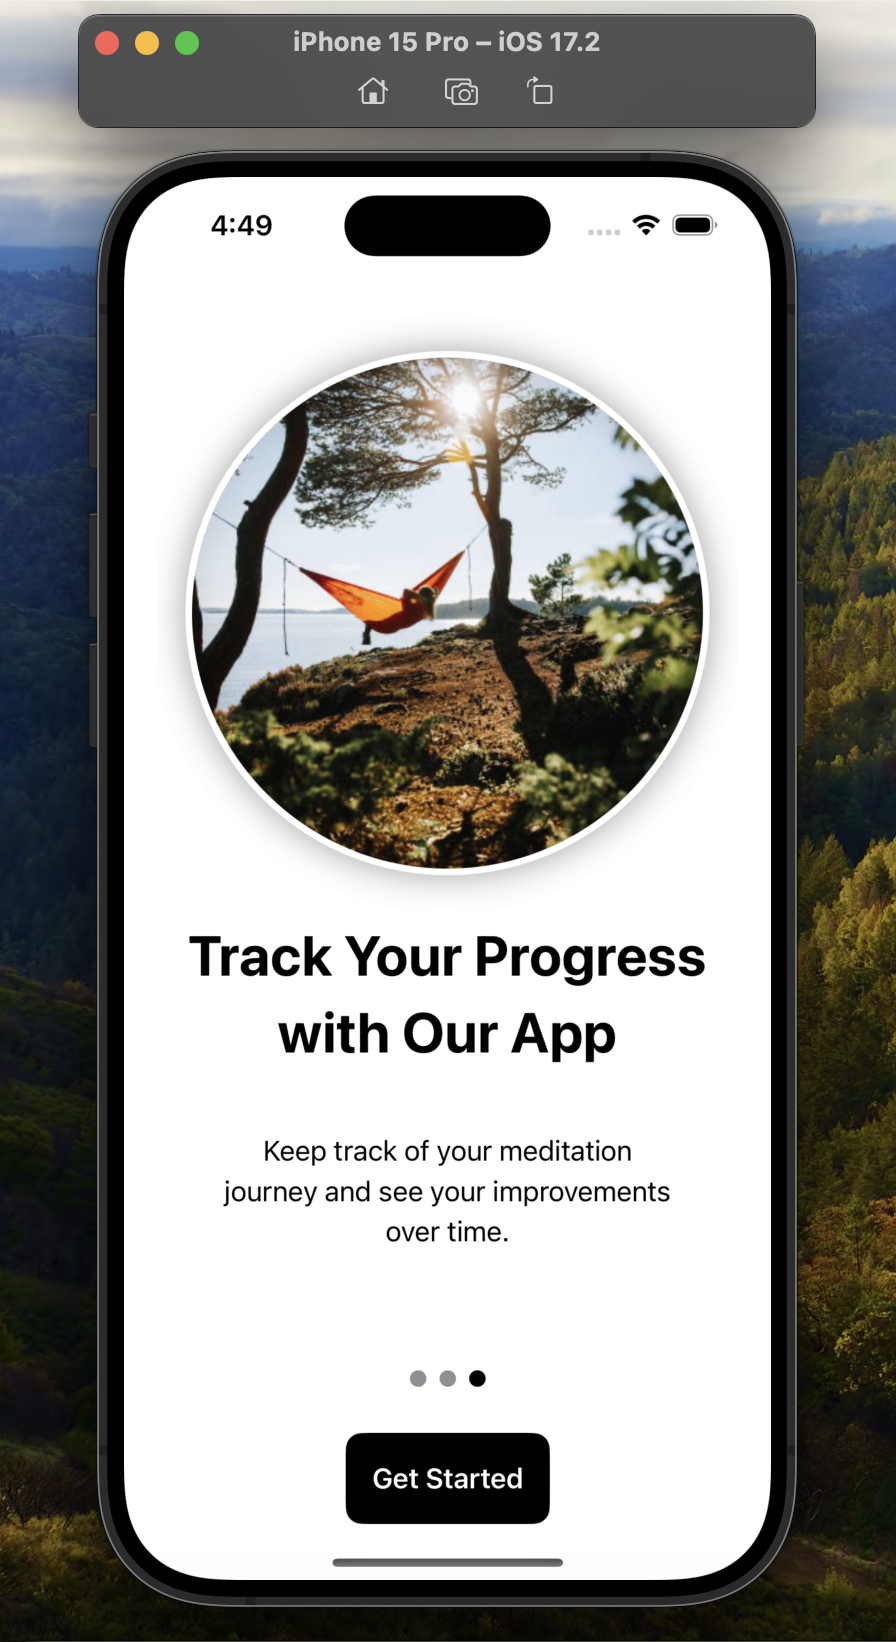 iPhone 15 Pro – iOS 17.2
4:49
Track Your Progress
with Our App
Keep track of your meditation
journey and see your improvements
over time.
Get Started